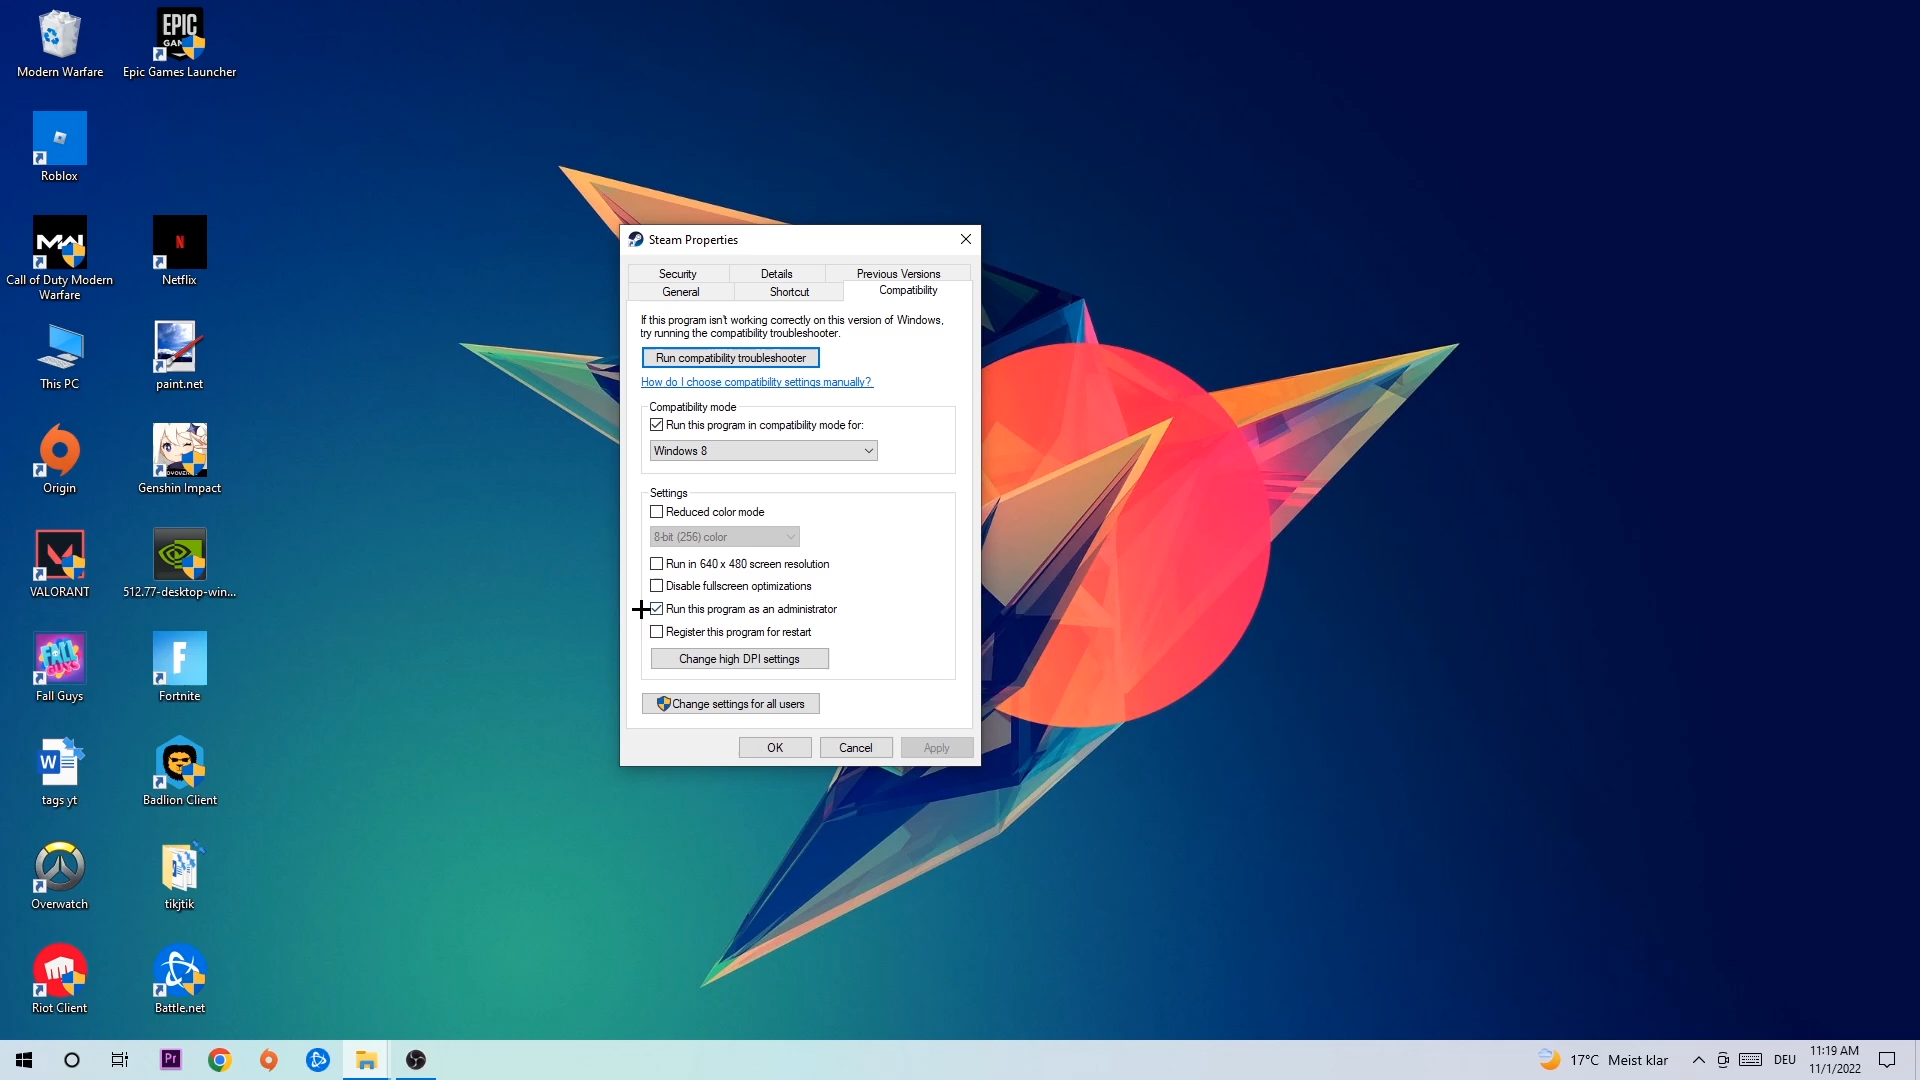 Modern Warfare
EPIC
GAMES
Epic Games Launcher
Roblox
MW
Call of Duty Modern
Warfare
N
Netflix
This PC
paint.net
Origin
Genshin Impact
VALORANT
512.77-desktop-win...
FALL
GUYS
Fall Guys
F
Fortnite
W
tags yt
Badlion Client
Overwatch
tikjtik
Riot Client
Battle.net
Steam Properties
Security
Details
Previous Versions
General
Shortcut
Compatibility
If this program isn't working correctly on this version of Windows,
try running the compatibility troubleshooter.
Run compatibility troubleshooter
How do I choose compatibility settings manually?
Compatibility mode
Run this program in compatibility mode for:
Windows 8
Settings
Reduced color mode
8-bit (256) color
Run in 640 x 480 screen resolution
Disable fullscreen optimizations
Run this program as an administrator
Register this program for restart
Change high DPI settings
Change settings for all users
OK
Cancel
Apply
Pr
17°C Meist klar
DEU
11:19 AM
11/1/2022